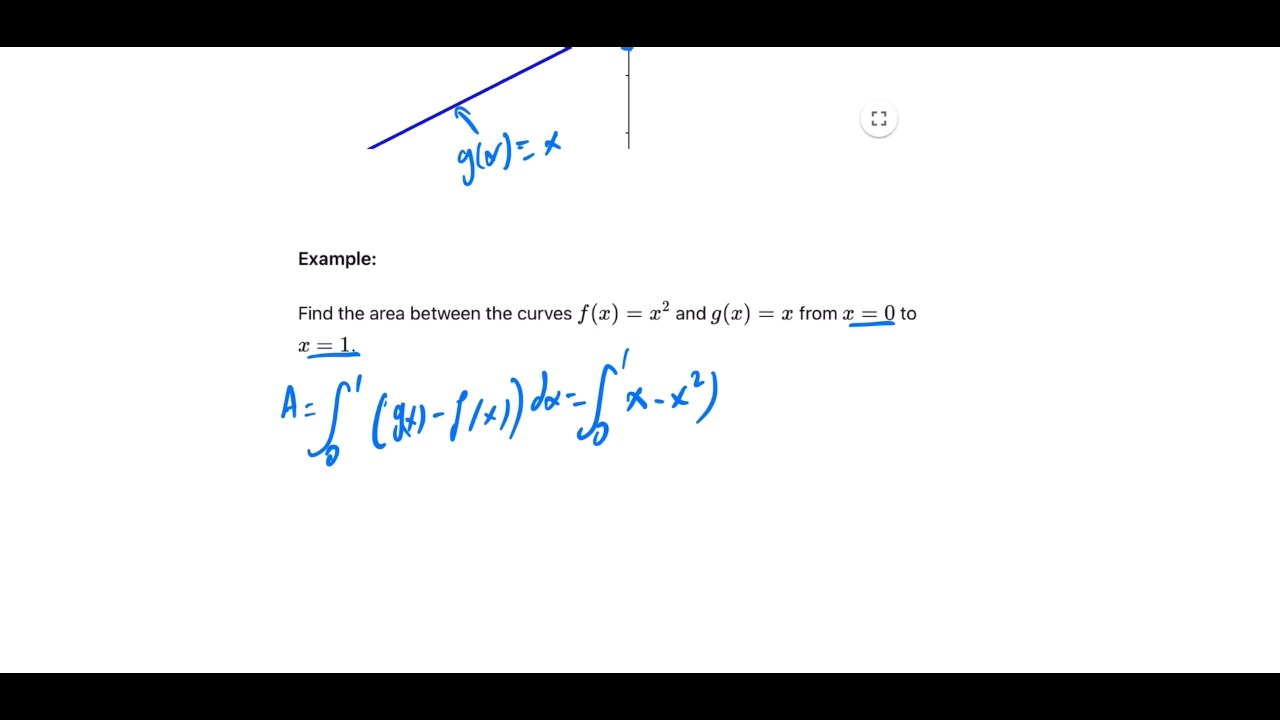 g(x) = x
Example:
Find the area between the curves f(x) = x² and g(x) = x from x = 0 to
x = 1.
A = ∫₀¹ (g(x) - f(x)) dx = ∫₀¹ x - x²)